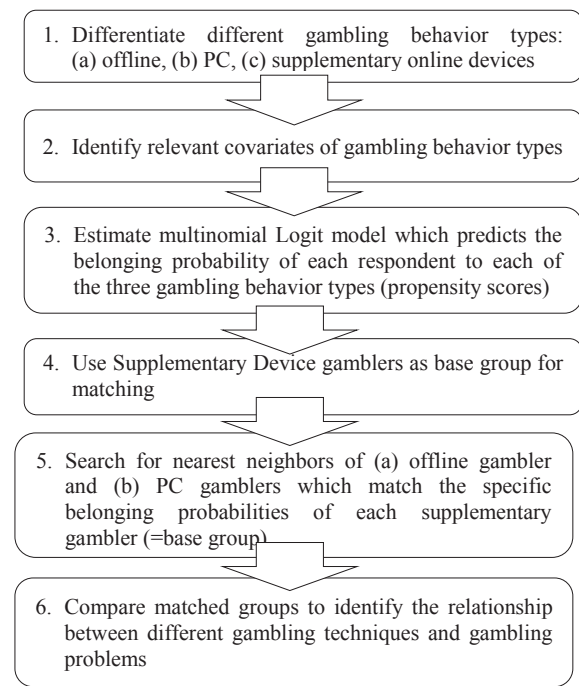 1. Differentiate different gambling behavior types:
(a) offline, (b) PC, (c) supplementary online devices
2. Identify relevant covariates of gambling behavior types
3. Estimate multinomial Logit model which predicts the
belonging probability of each respondent to each of
the three gambling behavior types (propensity scores)
4. Use Supplementary Device gamblers as base group for
matching
5. Search for nearest neighbors of (a) offline gambler
and (b) PC gamblers which match the specific
belonging probabilities of each supplementary
gambler (=base group)
6. Compare matched groups to identify the relationship
between different gambling techniques and gambling
problems